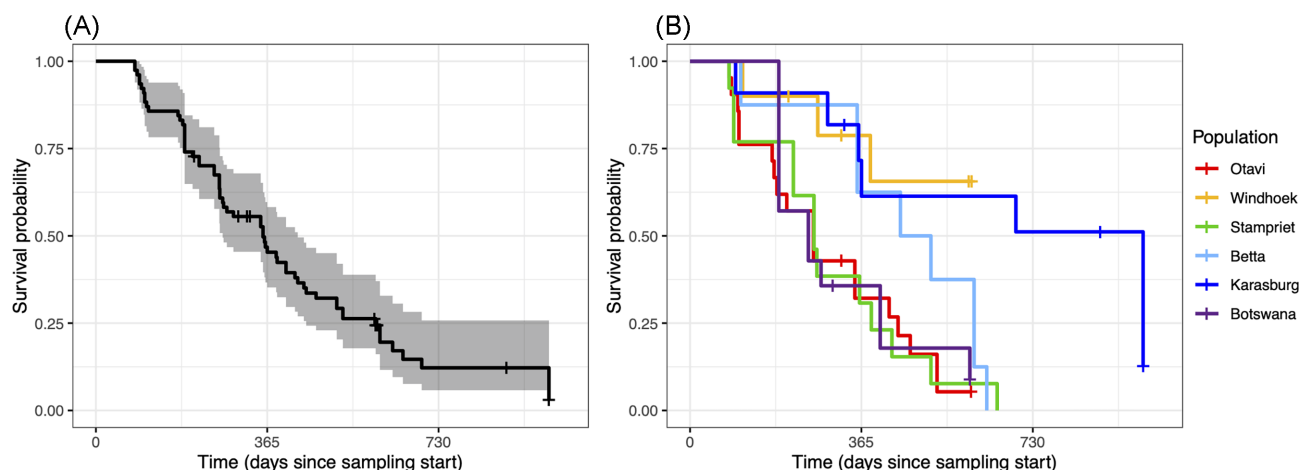 (A)
Survival probability
1.00
0.75
0.50
0.25
0.00
0
365
730
Time (days since sampling start)
(B)
Survival probability
1.00
0.75
0.50
0.25
0.00
0
365
730
Time (days since sampling start)
Population
Otavi
Windhoek
Stampriet
Betta
Karasburg
Botswana